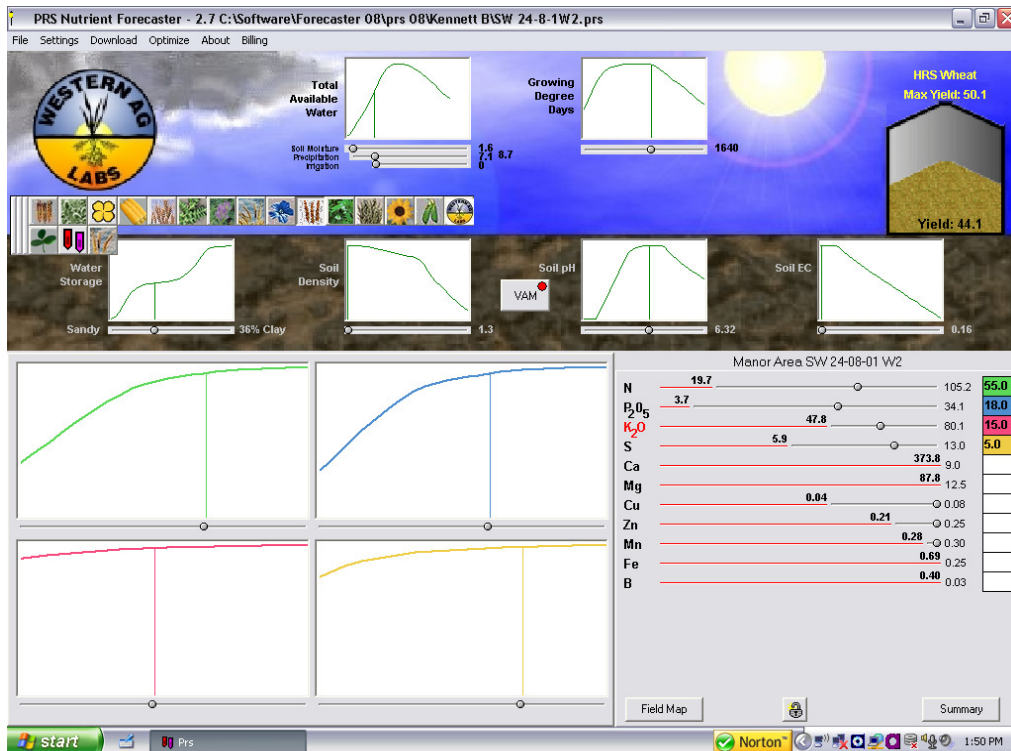 PRS Nutrient Forecaster - 2.7 C:\Software\Forecaster 08\prs 08\Kennett B\SW 24-8-1W2.prs
File Settings Download Optimize About Billing
WESTERN AG
LABS
Total
Available
Water
Soil Moisture 1.6
Precipitation 7.1 8.7
Irrigation 0
Growing
Degree
Days
1640
HRS Wheat
Max Yield: 50.1
Yield: 44.1
Water
Storage
Sandy 36% Clay
Soil
Density
1.3
VAM
Soil pH
6.32
Soil EC
0.16
Manor Area SW 24-08-01 W2
N 19.7 105.2 55.0
P2O5 3.7 34.1 18.0
K2O 47.8 80.1 15.0
S 5.9 13.0 5.0
Ca 373.8 9.0
Mg 87.8 12.5
Cu 0.04 0.08
Zn 0.21 0.25
Mn 0.28 0.30
Fe 0.69 0.25
B 0.40 0.03
Field Map Summary
start Prs Norton™ 1:50 PM